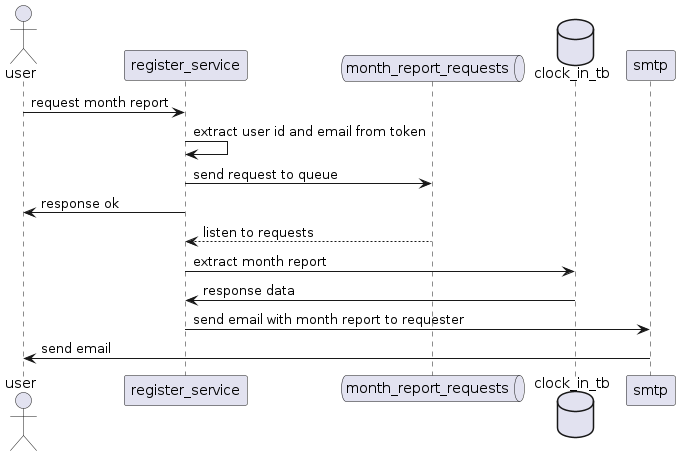 user
register_service
month_report_requests
clock_in_tb
smtp
request month report
extract user id and email from token
send request to queue
response ok
listen to requests
extract month report
response data
send email with month report to requester
send email
user
register_service
month_report_requests
clock_in_tb
smtp